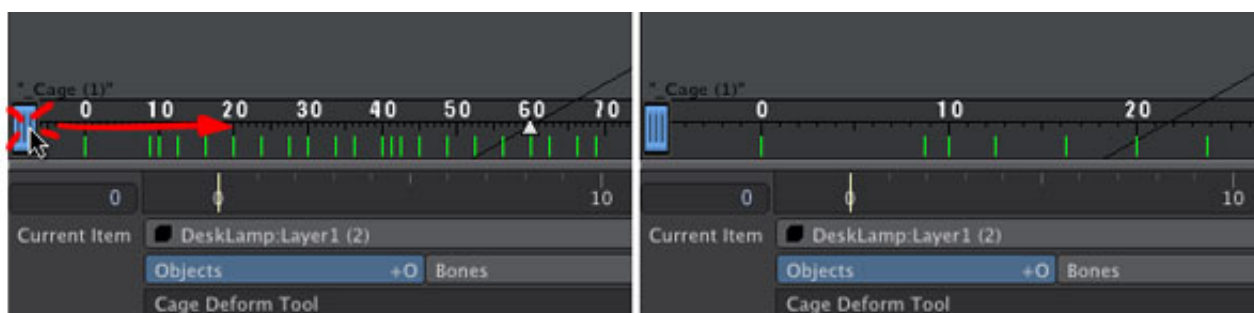 "_Cage (1)"
0 10 20 30 40 50 60 70
0 0 10
Current Item DeskLamp:Layer1 (2)
Objects +O Bones
Cage Deform Tool
"_Cage (1)"
0 10 20
0 0 10
Current Item DeskLamp:Layer1 (2)
Objects +O Bones
Cage Deform Tool